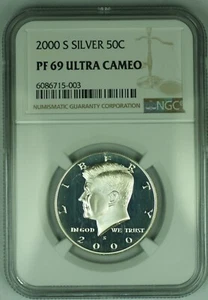 2000 S SILVER 50C
PF 69 ULTRA CAMEO
6086715-003
NUMISMATIC GUARANTY CORPORATION
NGC
LIBERTY
IN GOD WE TRUST
S
2000